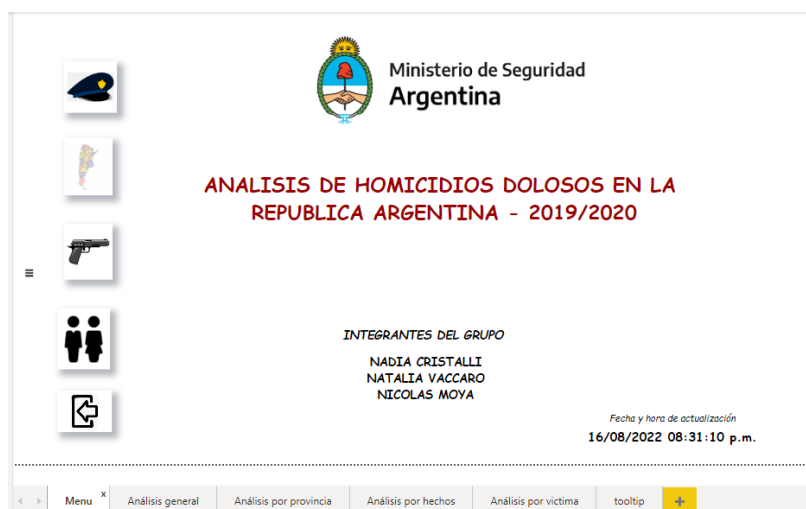 Ministerio de Seguridad
Argentina
ANALISIS DE HOMICIDIOS DOLOSOS EN LA
REPUBLICA ARGENTINA - 2019/2020
INTEGRANTES DEL GRUPO
NADIA CRISTALLI
NATALIA VACCARO
NICOLAS MOYA
Fecha y hora de actualización
16/08/2022 08:31:10 p.m.
Menu x Análisis general Análisis por provincia Análisis por hechos Análisis por victima tooltip +